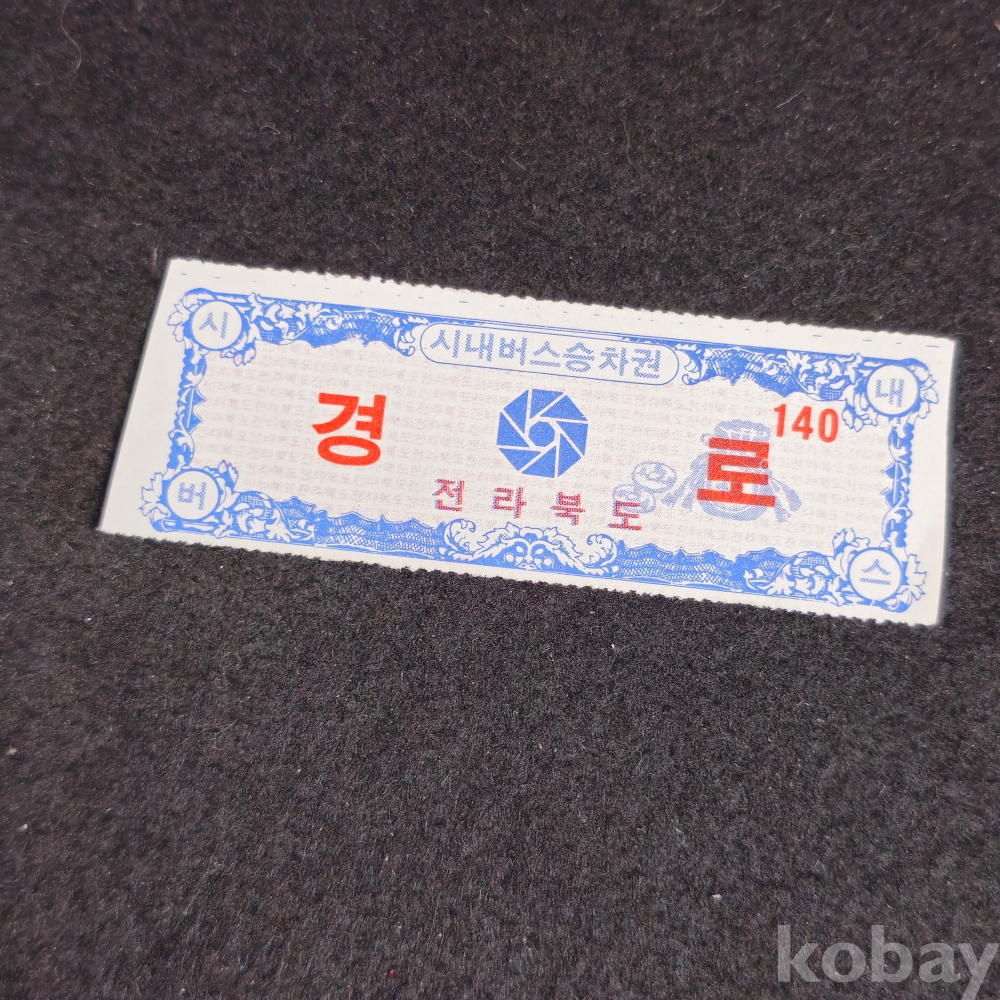 시 내
시내버스승차권
경 로 140
전라북도
버 스
kobay